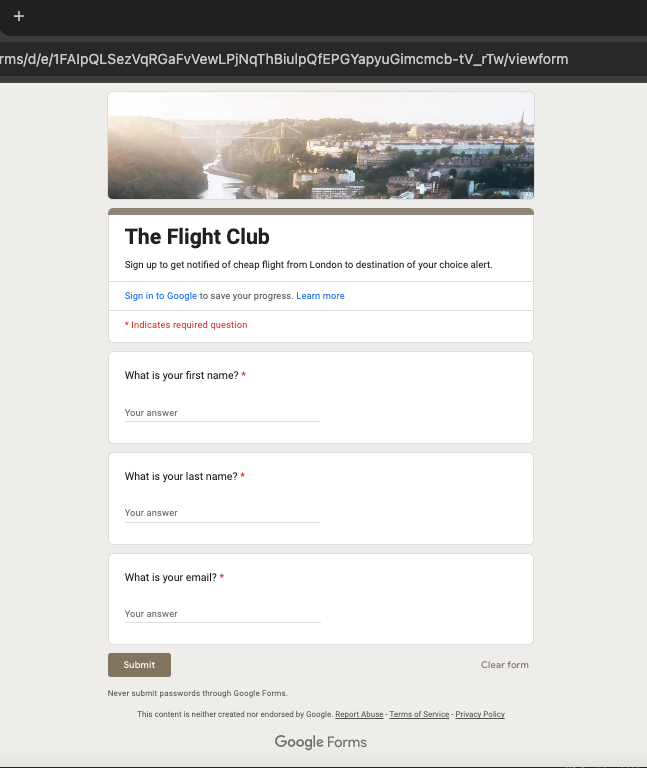 +
rms/d/e/1FAIpQLSezVqRGaFvVewLPjNqThBiulpQfEPGYapyuGimcmcb-tV_rTw/viewform
The Flight Club
Sign up to get notified of cheap flight from London to destination of your choice alert.
Sign in to Google to save your progress. Learn more
* Indicates required question
What is your first name? *
Your answer
What is your last name? *
Your answer
What is your email? *
Your answer
Submit
Clear form
Never submit passwords through Google Forms.
This content is neither created nor endorsed by Google. Report Abuse - Terms of Service - Privacy Policy
Google Forms